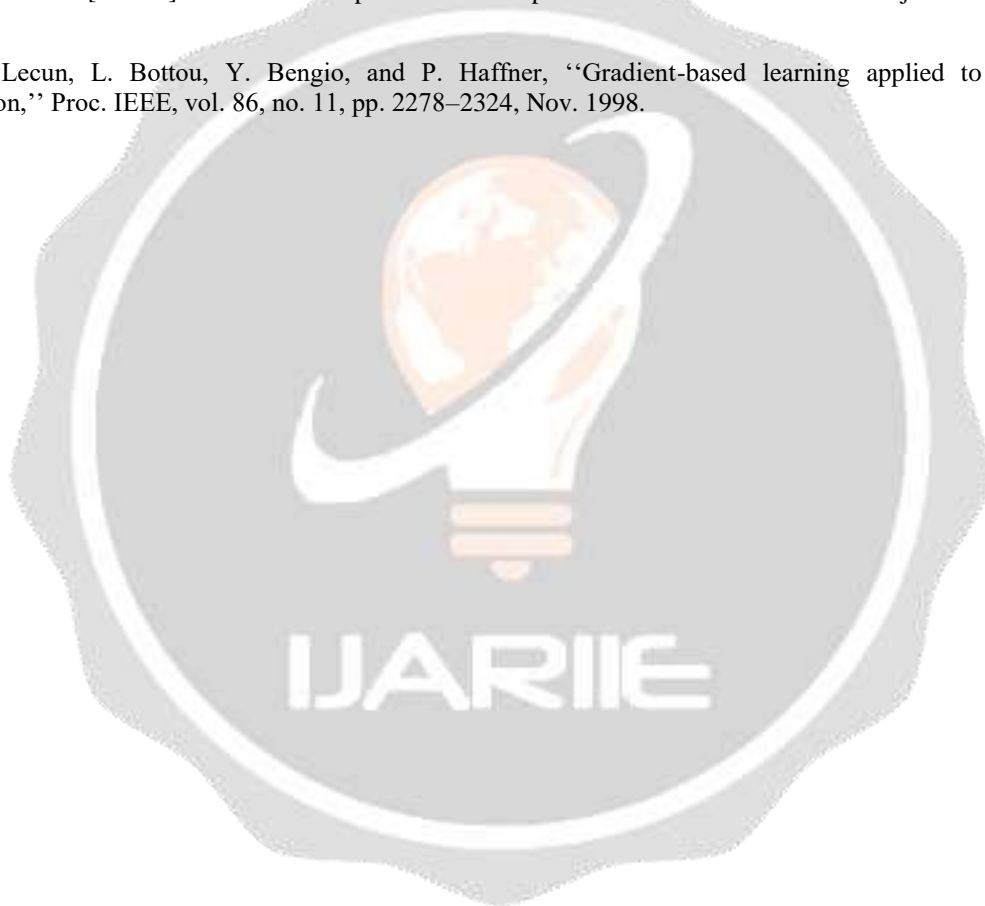 Lecun, L. Bottou, Y. Bengio, and P. Haffner, ‘‘Gradient-based learning applied to
on,’’ Proc. IEEE, vol. 86, no. 11, pp. 2278–2324, Nov. 1998.
IJARIIE